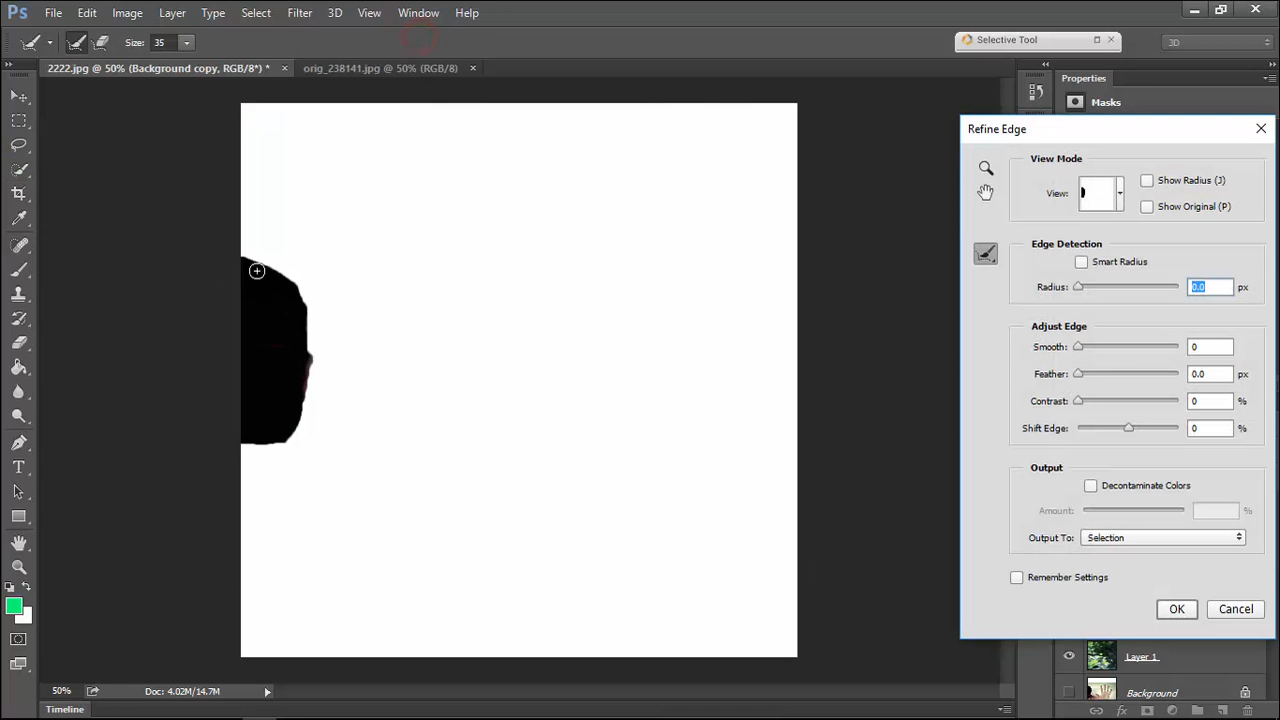 Ps File Edit Image Layer Type Select Filter 3D View Window Help
Size: 35
Selective Tool
3D
2222.jpg @ 50% (Background copy, RGB/8*) *
orig_238141.jpg @ 50% (RGB/8)
Properties
Masks
Refine Edge
View Mode
View:
Show Radius (J)
Show Original (P)
Edge Detection
Smart Radius
Radius: 0.0 px
Adjust Edge
Smooth: 0
Feather: 0.0 px
Contrast: 0 %
Shift Edge: 0 %
Output
Decontaminate Colors
Amount: %
Output To: Selection
Remember Settings
OK Cancel
T
Layer 1
Background
fx
50% Doc: 4.02M/14.7M
Timeline